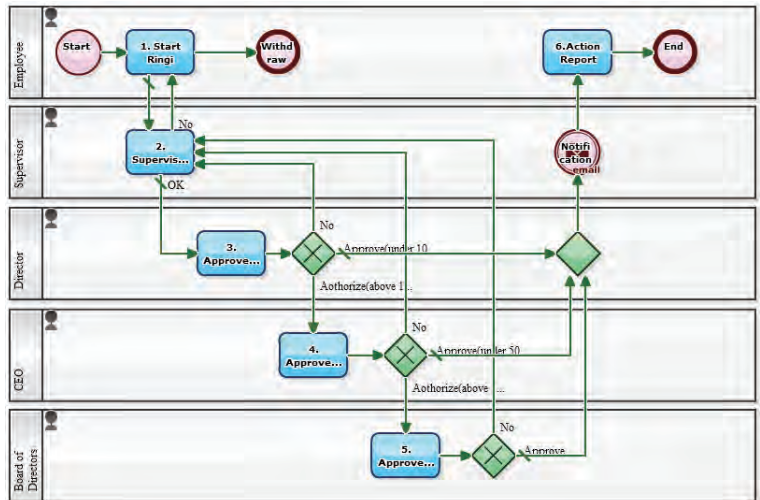 Employee
Start
1. Start
Ringi
Withd
raw
6.Action
Report
End
Supervisor
No
2.
Supervis...
OK
Notifi
cation
email
Director
3.
Approve...
No
Approve(under 10
Aothorize(above 1...
CEO
4.
Approve...
No
Approve(under 50
Aothorize(above ...
Board of
Directors
5.
Approve...
No
Approve